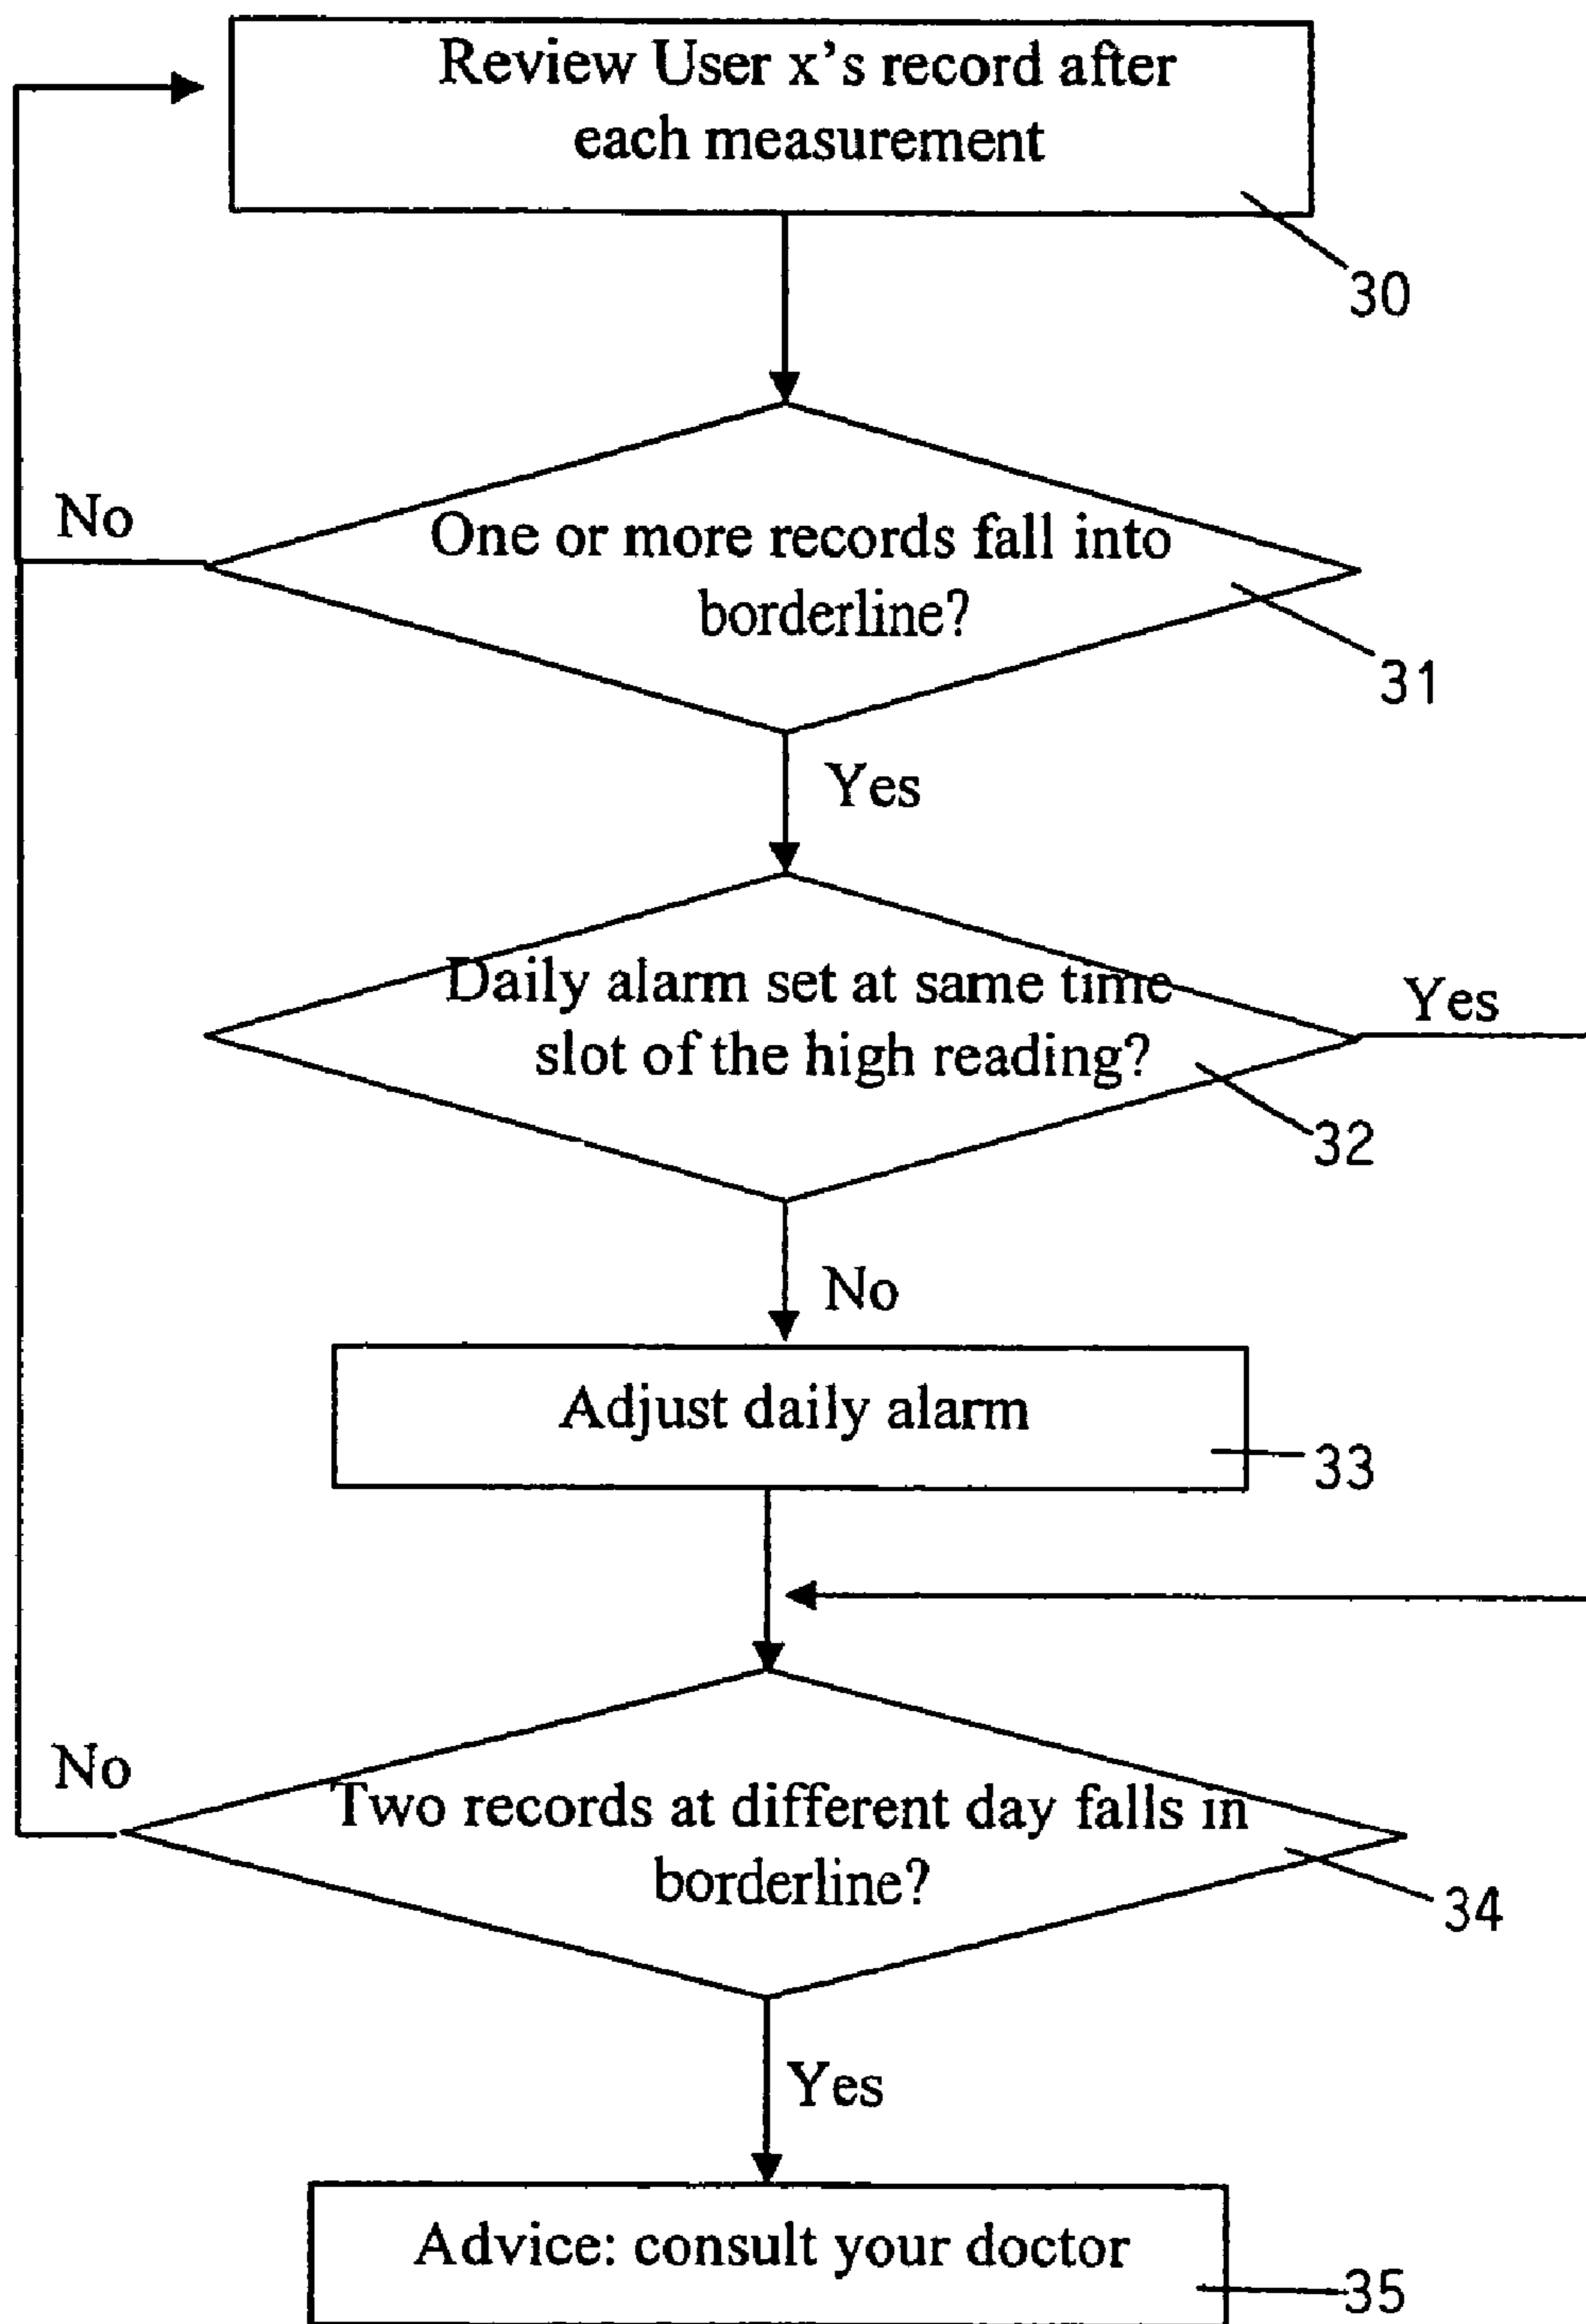 Review User x's record after
each measurement
30
No
One or more records fall into
borderline?
31
Yes
Daily alarm set at same time
slot of the high reading?
Yes
32
No
Adjust daily alarm
33
No
Two records at different day falls in
borderline?
34
Yes
Advice: consult your doctor
35